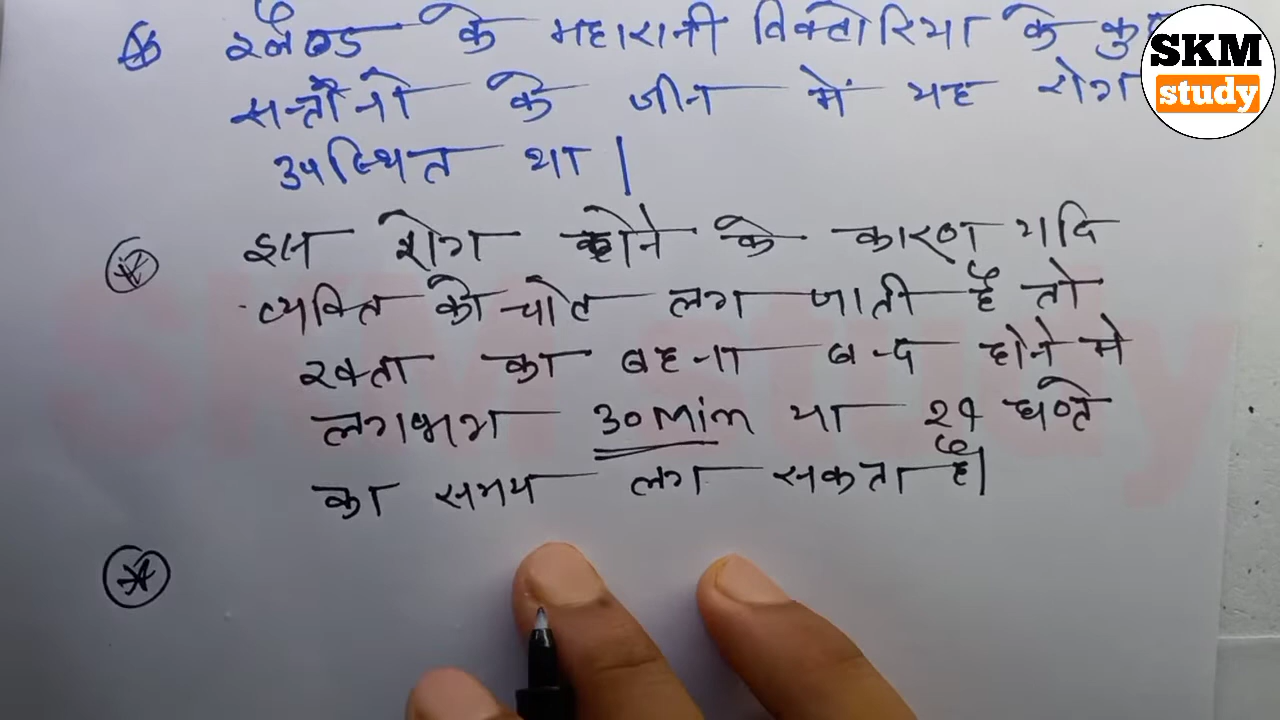 इंग्लैण्ड के महारानी विक्तोरिया के कु
सन्तानो के जीन में यह रोग
उपस्थित था|
इस रोग होने के कारण यदि
व्यक्ति को चोट लग जाती है तो
रक्ता का बहना बन्द होने मे
लगभग 30 Min या 24 घण्ते
का समय लग सकता है।
SKM
study